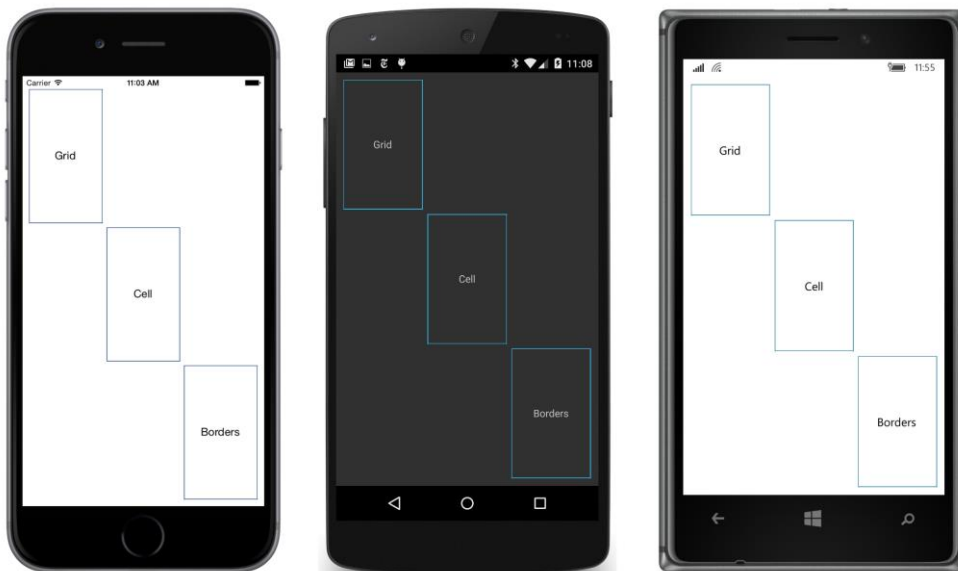 Carrier 11:03 AM
Grid
Cell
Borders
11:08
Grid
Cell
Borders
11:55
Grid
Cell
Borders